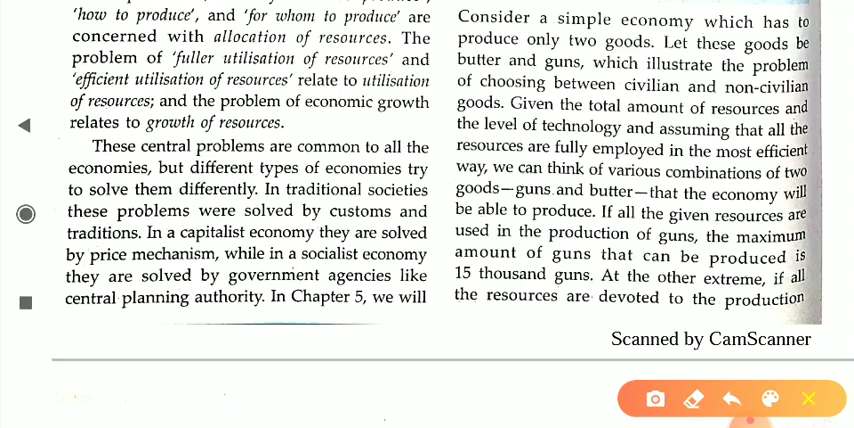 'how to produce', and 'for whom to produce' are
concerned with allocation of resources. The
problem of 'fuller utilisation of resources' and
'efficient utilisation of resources' relate to utilisation
of resources; and the problem of economic growth
relates to growth of resources.
These central problems are common to all the
economies, but different types of economies try
to solve them differently. In traditional societies
these problems were solved by customs and
traditions. In a capitalist economy they are solved
by price mechanism, while in a socialist economy
they are solved by government agencies like
central planning authority. In Chapter 5, we will
Consider a simple economy which has to
produce only two goods. Let these goods be
butter and guns, which illustrate the problem
of choosing between civilian and non-civilian
goods. Given the total amount of resources and
the level of technology and assuming that all the
resources are fully employed in the most efficient
way, we can think of various combinations of two
goods—guns and butter—that the economy will
be able to produce. If all the given resources are
used in the production of guns, the maximum
amount of guns that can be produced is
15 thousand guns. At the other extreme, if all
the resources are devoted to the production
Scanned by CamScanner